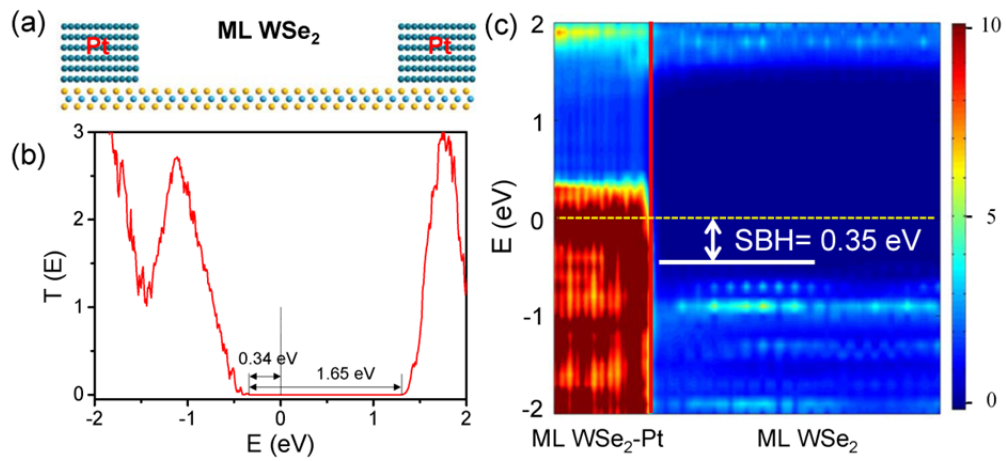 (a)
Pt
ML WSe₂
Pt
(b)
3
2
1
0
T (E)
0.34 eV
1.65 eV
-2 -1 0 1 2
E (eV)
(c)
2
1
0
-1
-2
E (eV)
SBH= 0.35 eV
ML WSe₂-Pt ML WSe₂
10
5
0